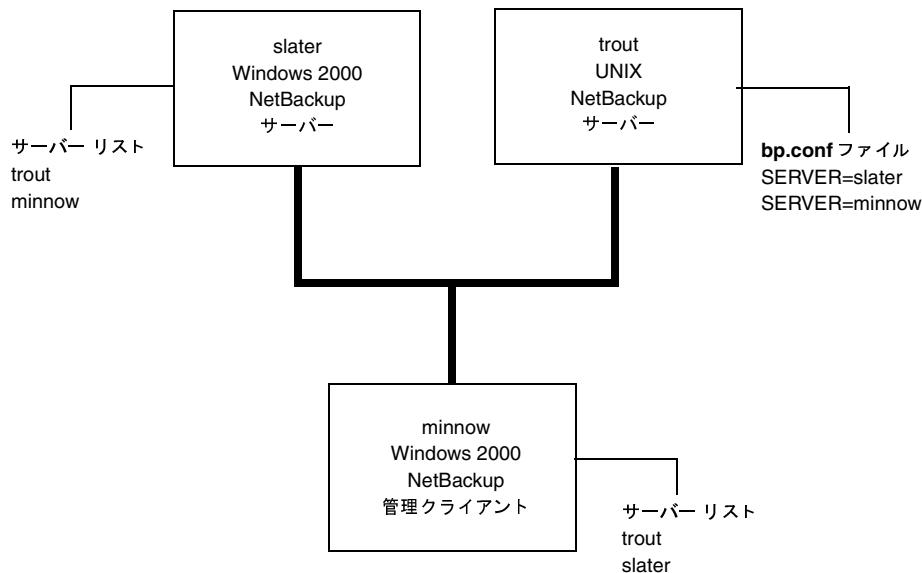 slater
Windows 2000
NetBackup
サーバー
trout
UNIX
NetBackup
サーバー
サーバー リスト
trout
minnow
bp.conf ファイル
SERVER=slater
SERVER=minnow
minnow
Windows 2000
NetBackup
管理クライアント
サーバー リスト
trout
slater